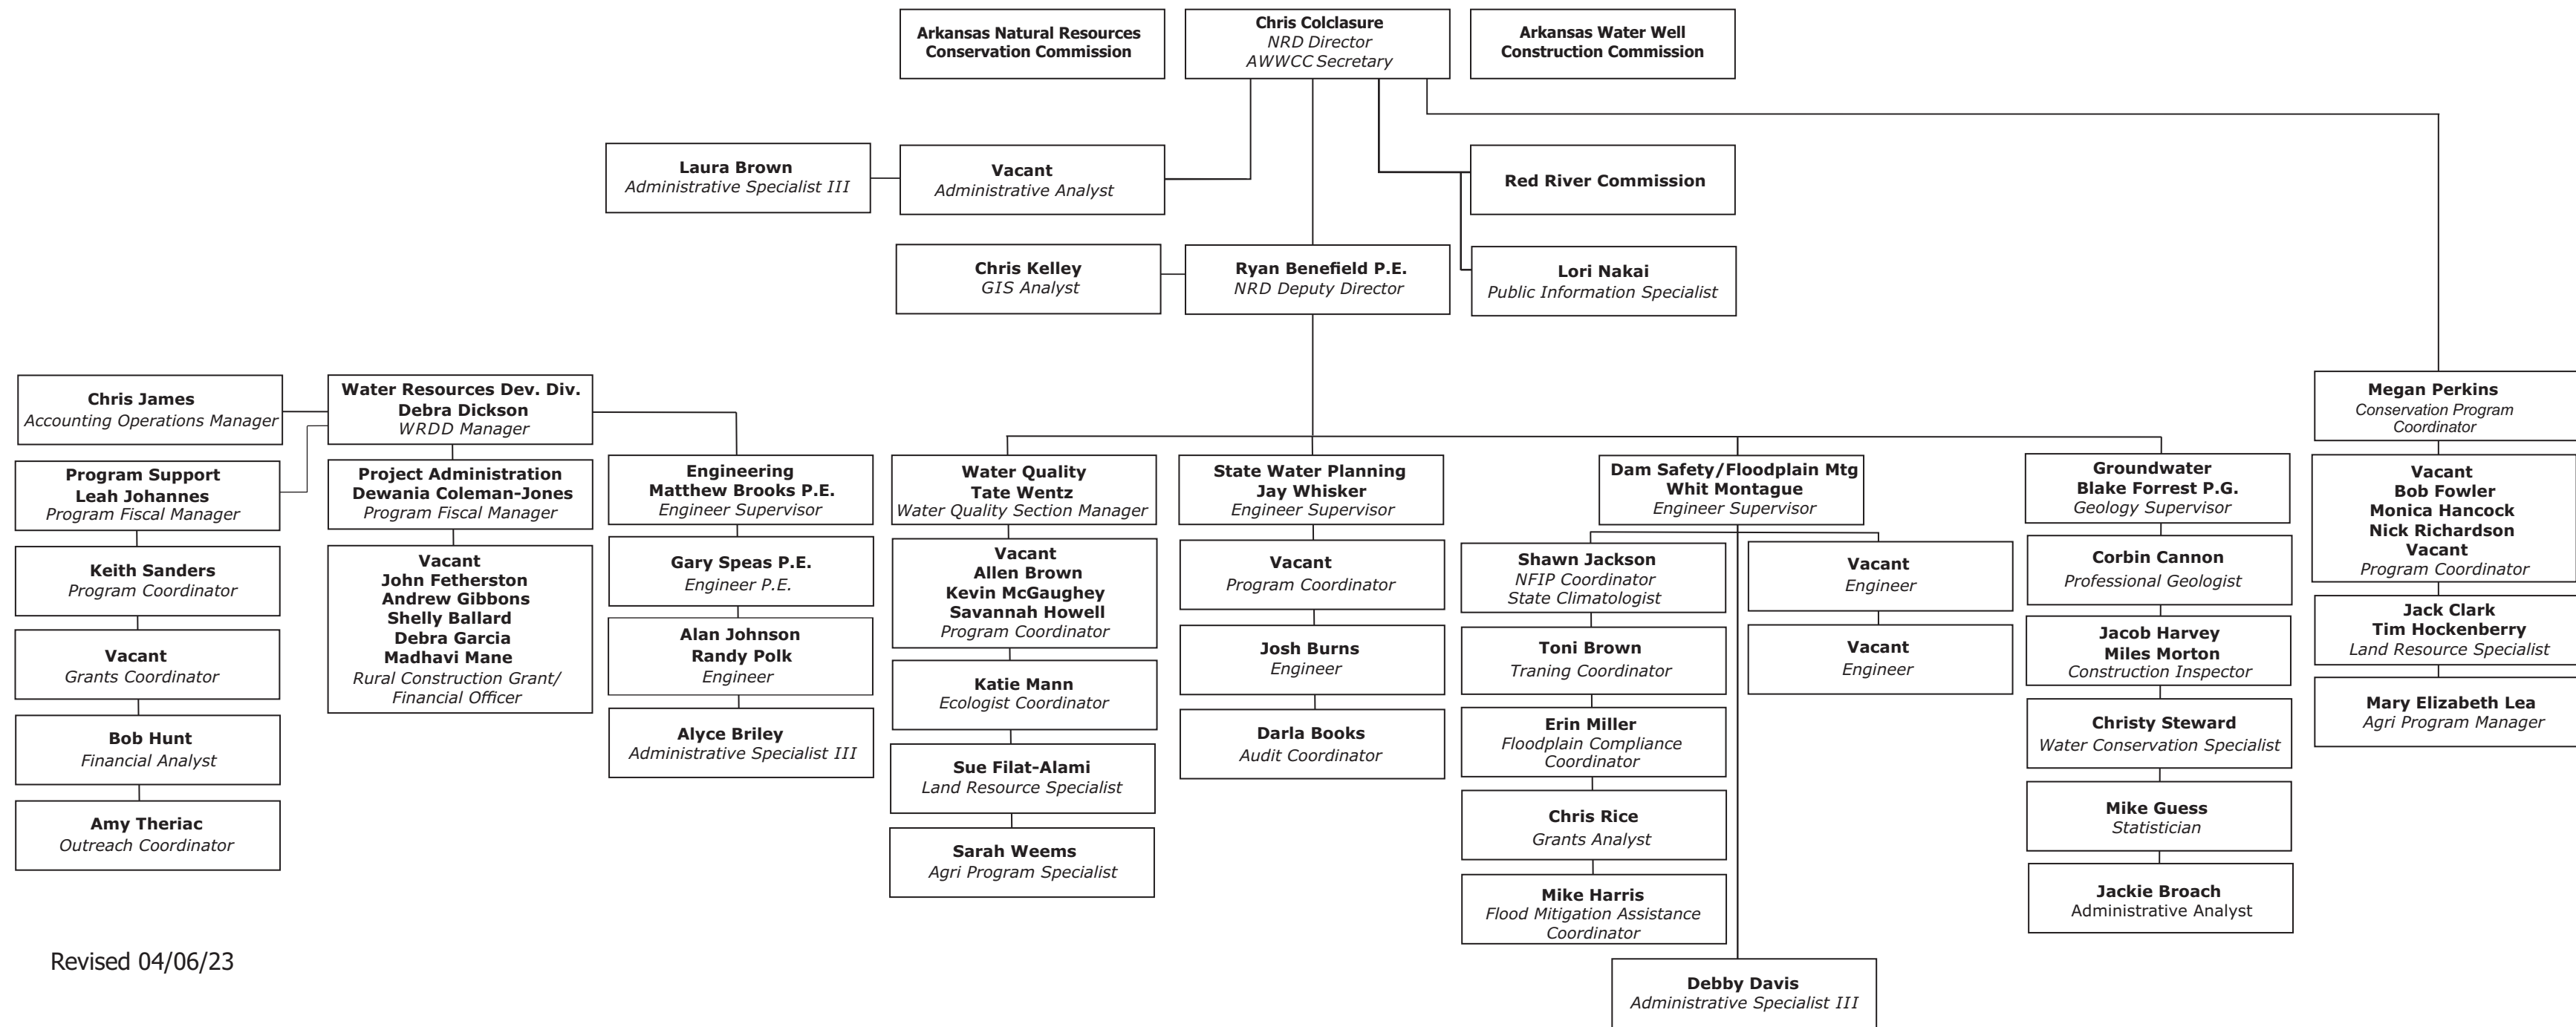 Arkansas Natural Resources
Conservation Commission
Chris Colclasure
NRD Director
AWWCC Secretary
Arkansas Water Well
Construction Commission
Laura Brown
Administrative Specialist III
Vacant
Administrative Analyst
Red River Commission
Chris Kelley
GIS Analyst
Ryan Benefield P.E.
NRD Deputy Director
Lori Nakai
Public Information Specialist
Chris James
Accounting Operations Manager
Water Resources Dev. Div.
Debra Dickson
WRDD Manager
Megan Perkins
Conservation Program
Coordinator
Program Support
Leah Johannes
Program Fiscal Manager
Keith Sanders
Program Coordinator
Vacant
Grants Coordinator
Bob Hunt
Financial Analyst
Amy Theriac
Outreach Coordinator
Project Administration
Dewania Coleman-Jones
Program Fiscal Manager
Vacant
John Fetherston
Andrew Gibbons
Shelly Ballard
Debra Garcia
Madhavi Mane
Rural Construction Grant/
Financial Officer
Engineering
Matthew Brooks P.E.
Engineer Supervisor
Gary Speas P.E.
Engineer P.E.
Alan Johnson
Randy Polk
Engineer
Alyce Briley
Administrative Specialist III
Water Quality
Tate Wentz
Water Quality Section Manager
Vacant
Allen Brown
Kevin McGaughey
Savannah Howell
Program Coordinator
Katie Mann
Ecologist Coordinator
Sue Filat-Alami
Land Resource Specialist
Sarah Weems
Agri Program Specialist
State Water Planning
Jay Whisker
Engineer Supervisor
Vacant
Program Coordinator
Josh Burns
Engineer
Darla Books
Audit Coordinator
Dam Safety/Floodplain Mtg
Whit Montague
Engineer Supervisor
Shawn Jackson
NFIP Coordinator
State Climatologist
Toni Brown
Traning Coordinator
Erin Miller
Floodplain Compliance
Coordinator
Chris Rice
Grants Analyst
Mike Harris
Flood Mitigation Assistance
Coordinator
Vacant
Engineer
Vacant
Engineer
Debby Davis
Administrative Specialist III
Groundwater
Blake Forrest P.G.
Geology Supervisor
Corbin Cannon
Professional Geologist
Jacob Harvey
Miles Morton
Construction Inspector
Christy Steward
Water Conservation Specialist
Mike Guess
Statistician
Jackie Broach
Administrative Analyst
Vacant
Bob Fowler
Monica Hancock
Nick Richardson
Vacant
Program Coordinator
Jack Clark
Tim Hockenberry
Land Resource Specialist
Mary Elizabeth Lea
Agri Program Manager
Revised 04/06/23